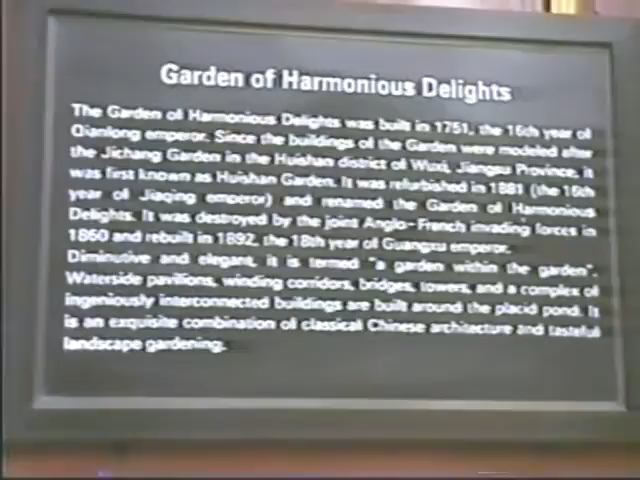 Garden of Harmonious Delights
The Garden of Harmonious Delights was built in 1751, the 16th year of
Qianlong emperor. Since the buildings of the Garden were modeled after
the Jichang Garden in the Huishan district of Wuxi, Jiangsu Province, it
was first known as Huishan Garden. It was refurbished in 1881 (the 16th
year of Jiaqing emperor) and renamed the Garden of Harmonious
Delights. It was destroyed by the joint Anglo-French invading forces in
1860 and rebuilt in 1892, the 18th year of Guangxu emperor.
Diminutive and elegant, it is termed "a garden within the garden".
Waterside pavilions, winding corridors, bridges, towers, and a complex of
ingeniously interconnected buildings are built around the placid pond. It
is an exquisite combination of classical Chinese architecture and tasteful
landscape gardening.